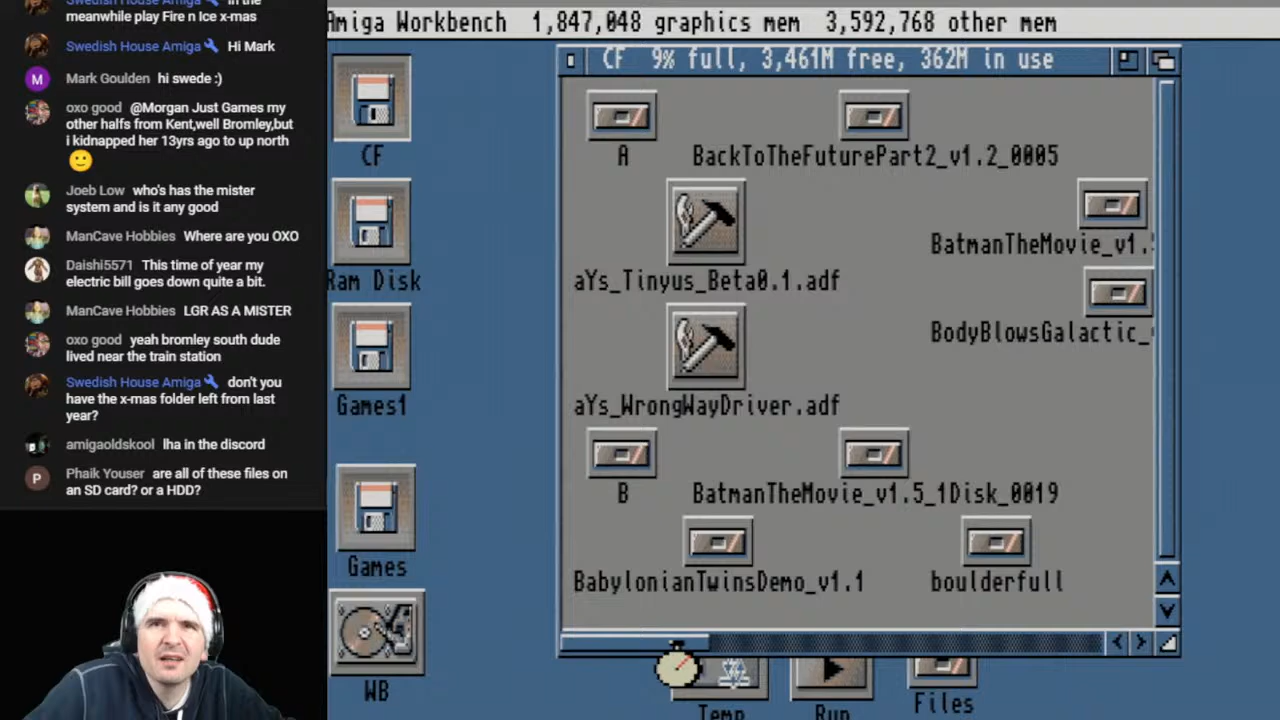 in the
meanwhile play Fire n Ice x-mas
Swedish House Amiga Hi Mark
M Mark Goulden hi swede :)
oxo good @Morgan Just Games my
other halfs from Kent,well Bromley,but
i kidnapped her 13yrs ago to up north
Joeb Low who's has the mister
system and is it any good
ManCave Hobbies Where are you OXO
Daishi5571 This time of year my
electric bill goes down quite a bit.
ManCave Hobbies LGR AS A MISTER
oxo good yeah bromley south dude
lived near the train station
Swedish House Amiga don't you
have the x-mas folder left from last
year?
amigaoldskool lha in the discord
P Phaik Youser are all of these files on
an SD card? or a HDD?
Amiga Workbench 1,847,048 graphics mem 3,592,768 other mem
CF
Ram Disk
Games1
Games
WB
CF 9% full, 3,461M free, 362M in use
A BackToTheFuturePart2_v1.2_0005
BatmanTheMovie_v1.5
aYs_Tinyus_Beta0.1.adf
BodyBlowsGalactic_
aYs_WrongWayDriver.adf
B BatmanTheMovie_v1.5_1Disk_0019
BabylonianTwinsDemo_v1.1 boulderfull
Temp Run Files